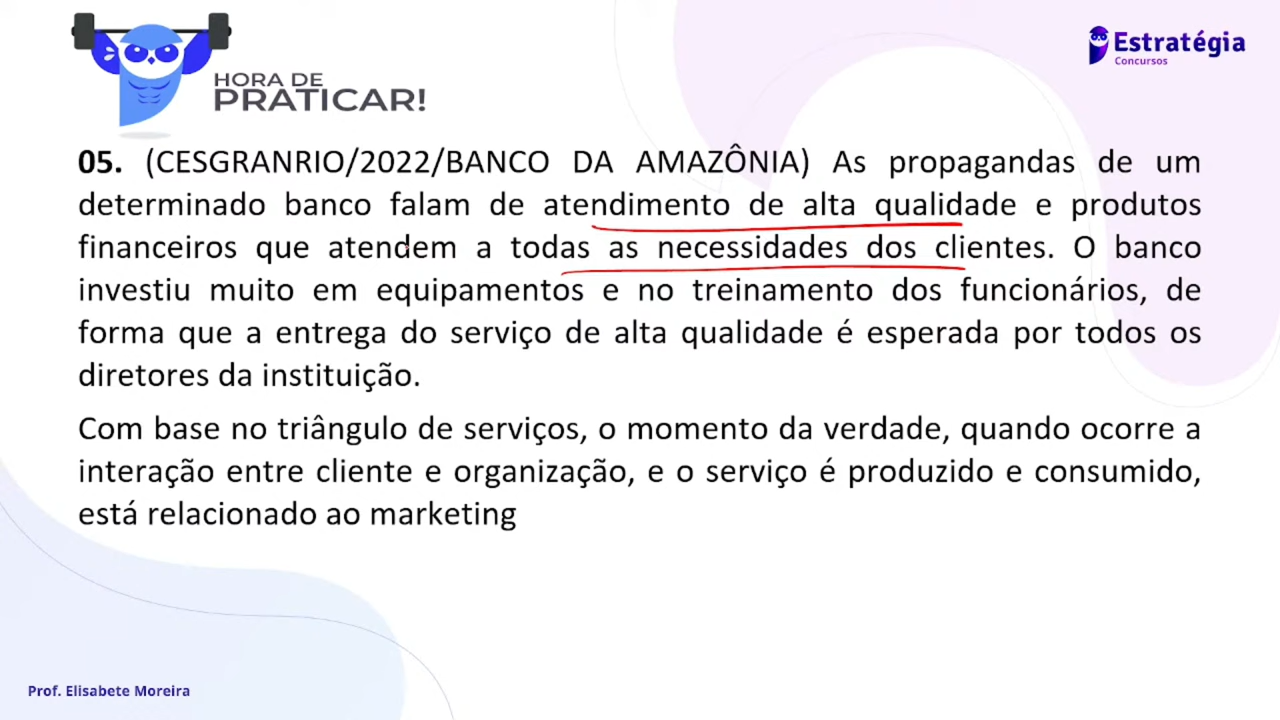 HORA DE
PRATICAR!
Estratégia
Concursos
05. (CESGRANRIO/2022/BANCO DA AMAZÔNIA) As propagandas de um
determinado banco falam de atendimento de alta qualidade e produtos
financeiros que atendem a todas as necessidades dos clientes. O banco
investiu muito em equipamentos e no treinamento dos funcionários, de
forma que a entrega do serviço de alta qualidade é esperada por todos os
diretores da instituição.
Com base no triângulo de serviços, o momento da verdade, quando ocorre a
interação entre cliente e organização, e o serviço é produzido e consumido,
está relacionado ao marketing
Prof. Elisabete Moreira